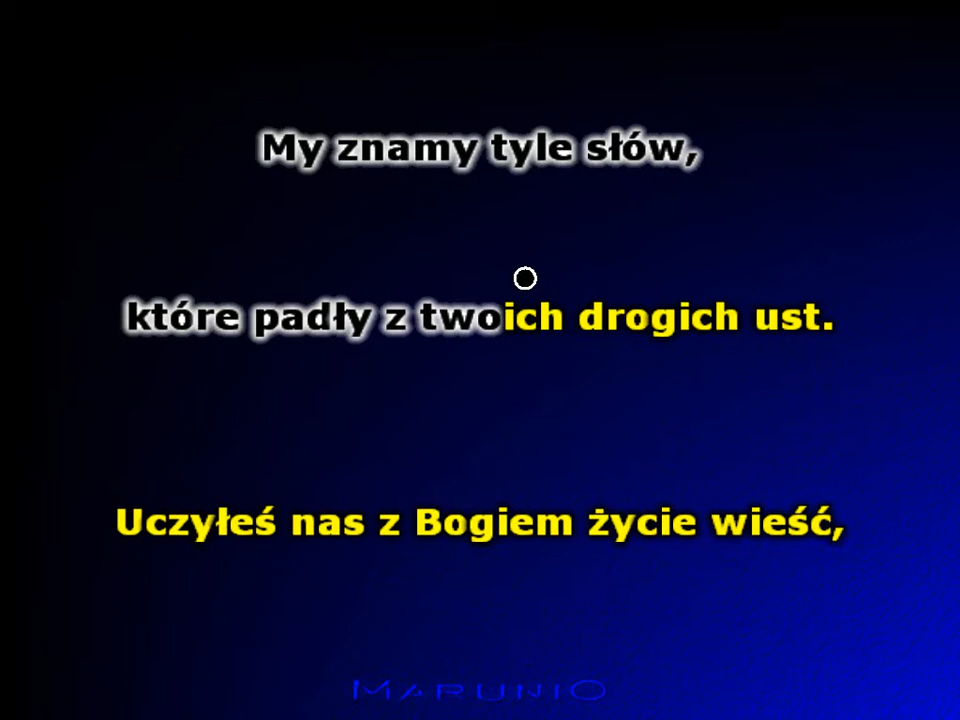 My znamy tyle słów,
które padły z twoich drogich ust.
Uczyłeś nas z Bogiem życie wieść,
MARUNIO